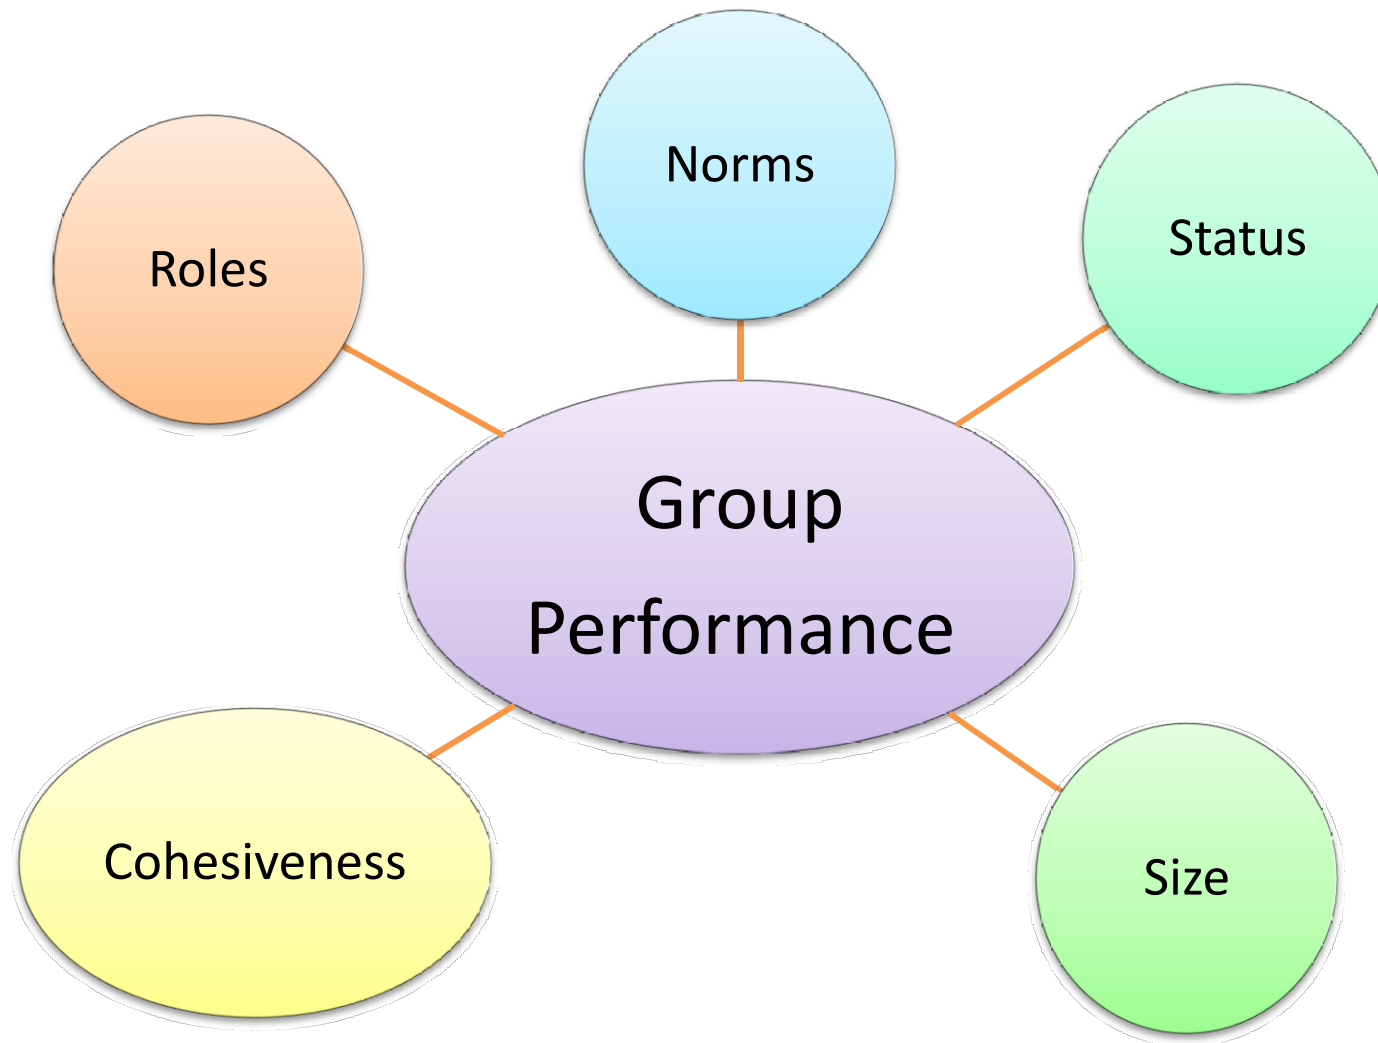 Norms
Status
Roles
Group
Performance
Cohesiveness
Size